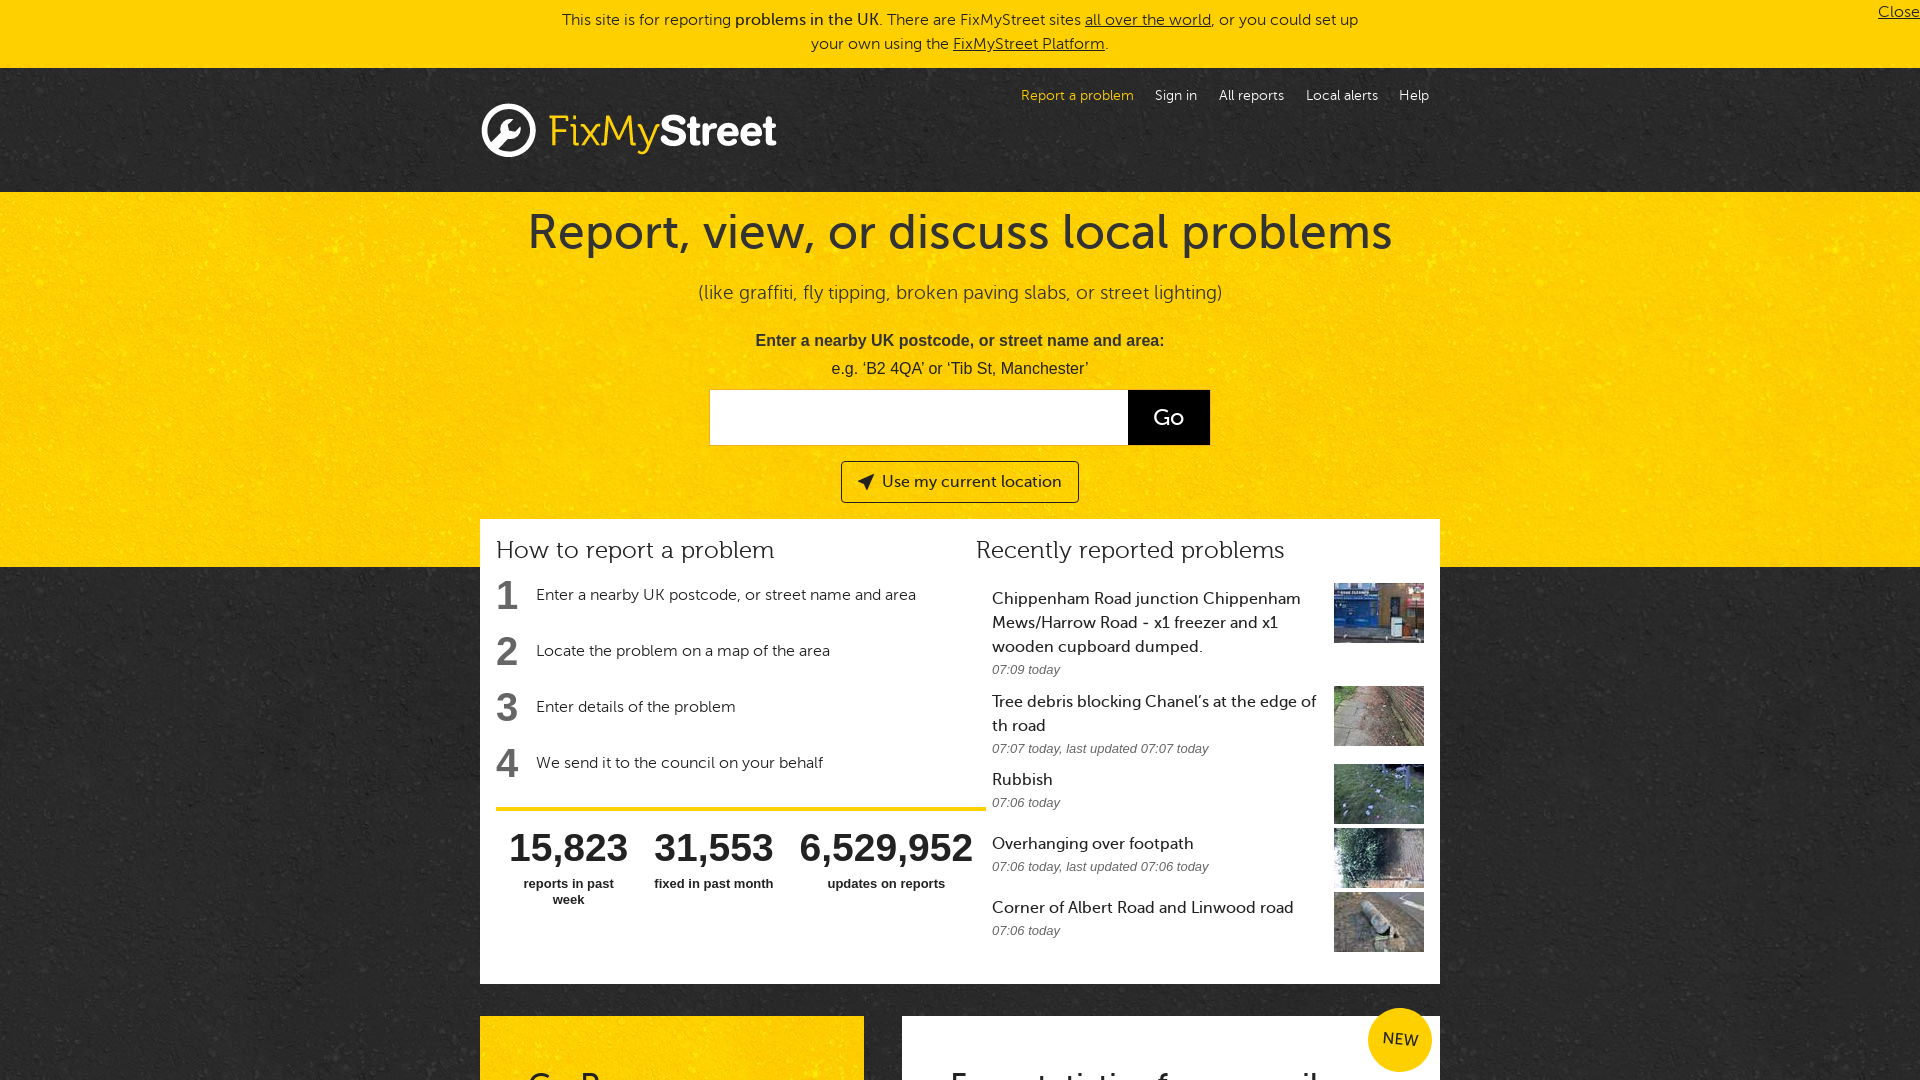 This site is for reporting problems in the UK. There are FixMyStreet sites all over the world, or you could set up
your own using the FixMyStreet Platform.
Close
Report a problem
Sign in
All reports
Local alerts
Help
FixMyStreet
Report, view, or discuss local problems
(like graffiti, fly tipping, broken paving slabs, or street lighting)
Enter a nearby UK postcode, or street name and area:
e.g. ‘B2 4QA’ or ‘Tib St, Manchester’
Go
Use my current location
How to report a problem
1 Enter a nearby UK postcode, or street name and area
2 Locate the problem on a map of the area
3 Enter details of the problem
4 We send it to the council on your behalf
15,823
reports in past
week
31,553
fixed in past month
6,529,952
updates on reports
Recently reported problems
Chippenham Road junction Chippenham
Mews/Harrow Road - x1 freezer and x1
wooden cupboard dumped.
07:09 today
Tree debris blocking Chanel’s at the edge of
th road
07:07 today, last updated 07:07 today
Rubbish
07:06 today
Overhanging over footpath
07:06 today, last updated 07:06 today
Corner of Albert Road and Linwood road
07:06 today
NEW